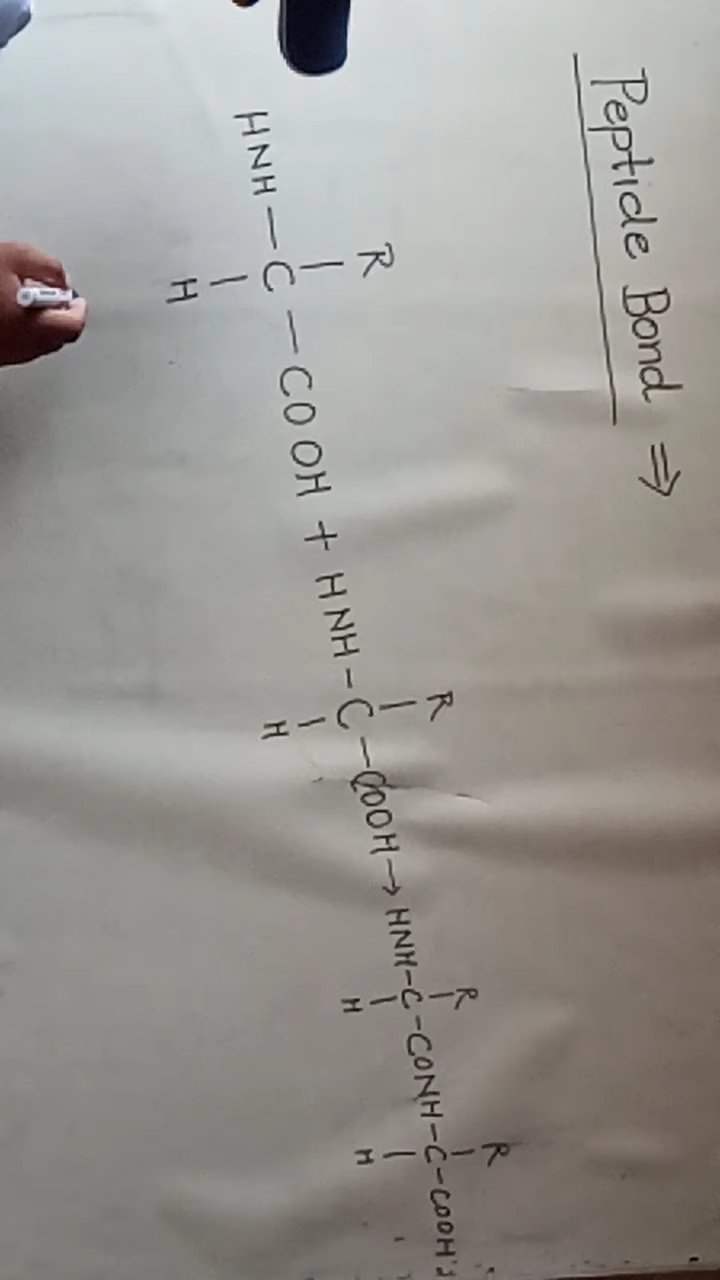 Peptide Bond ⇒
R R R R
HNH – C – COOH + HNH – C – COOH → HNH – C – CONH – C – COOH
H H H H